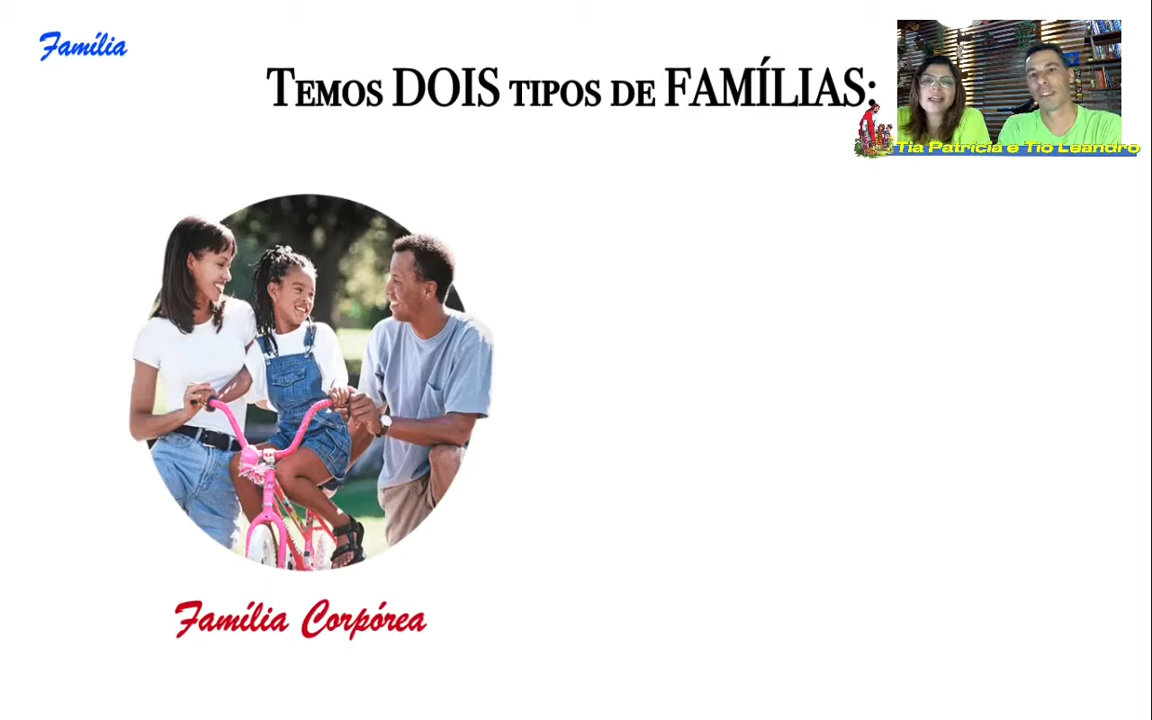 Família
TEMOS DOIS TIPOS DE FAMÍLIAS:
Tia Patrícia e Tio Leandro
Família Corpórea